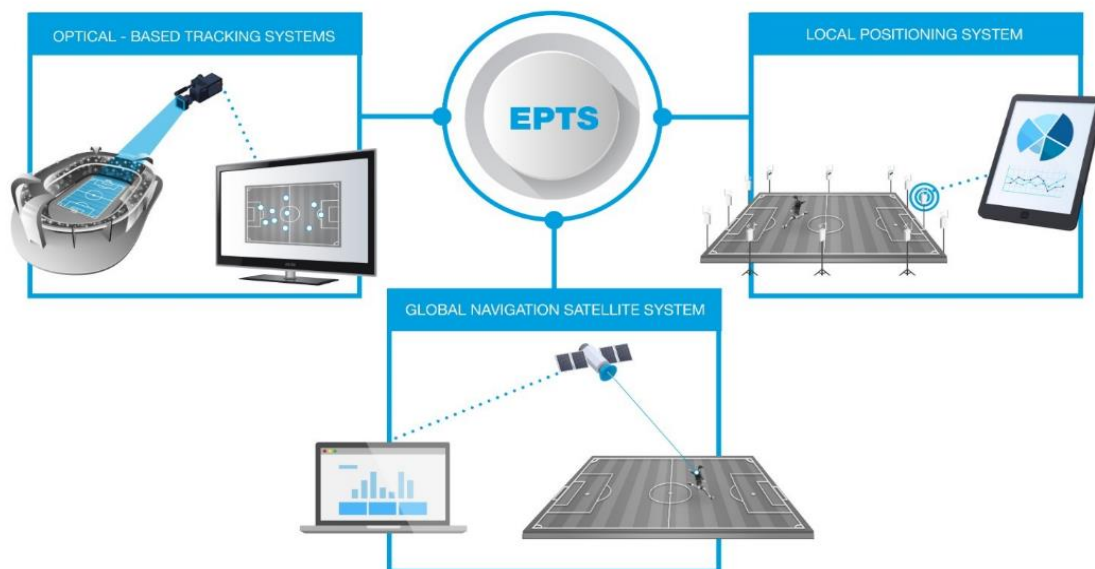 OPTICAL - BASED TRACKING SYSTEMS
EPTS
LOCAL POSITIONING SYSTEM
GLOBAL NAVIGATION SATELLITE SYSTEM